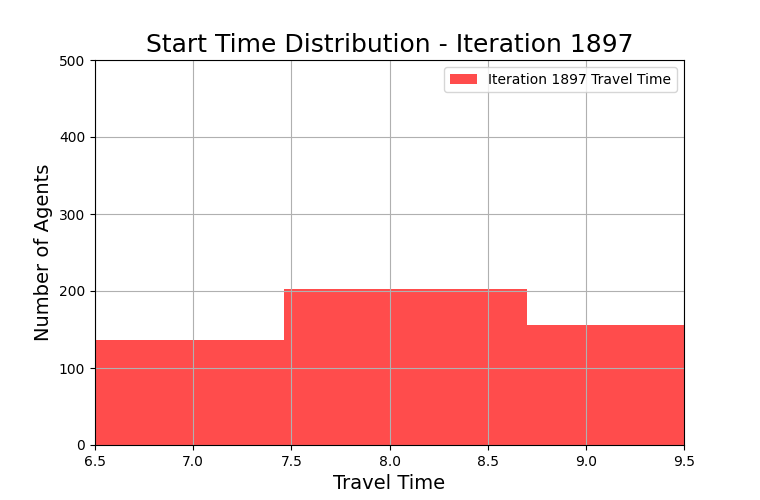 Start Time Distribution - Iteration 1897
Iteration 1897 Travel Time
Number of Agents
500
400
300
200
100
0
6.5 7.0 7.5 8.0 8.5 9.0 9.5
Travel Time